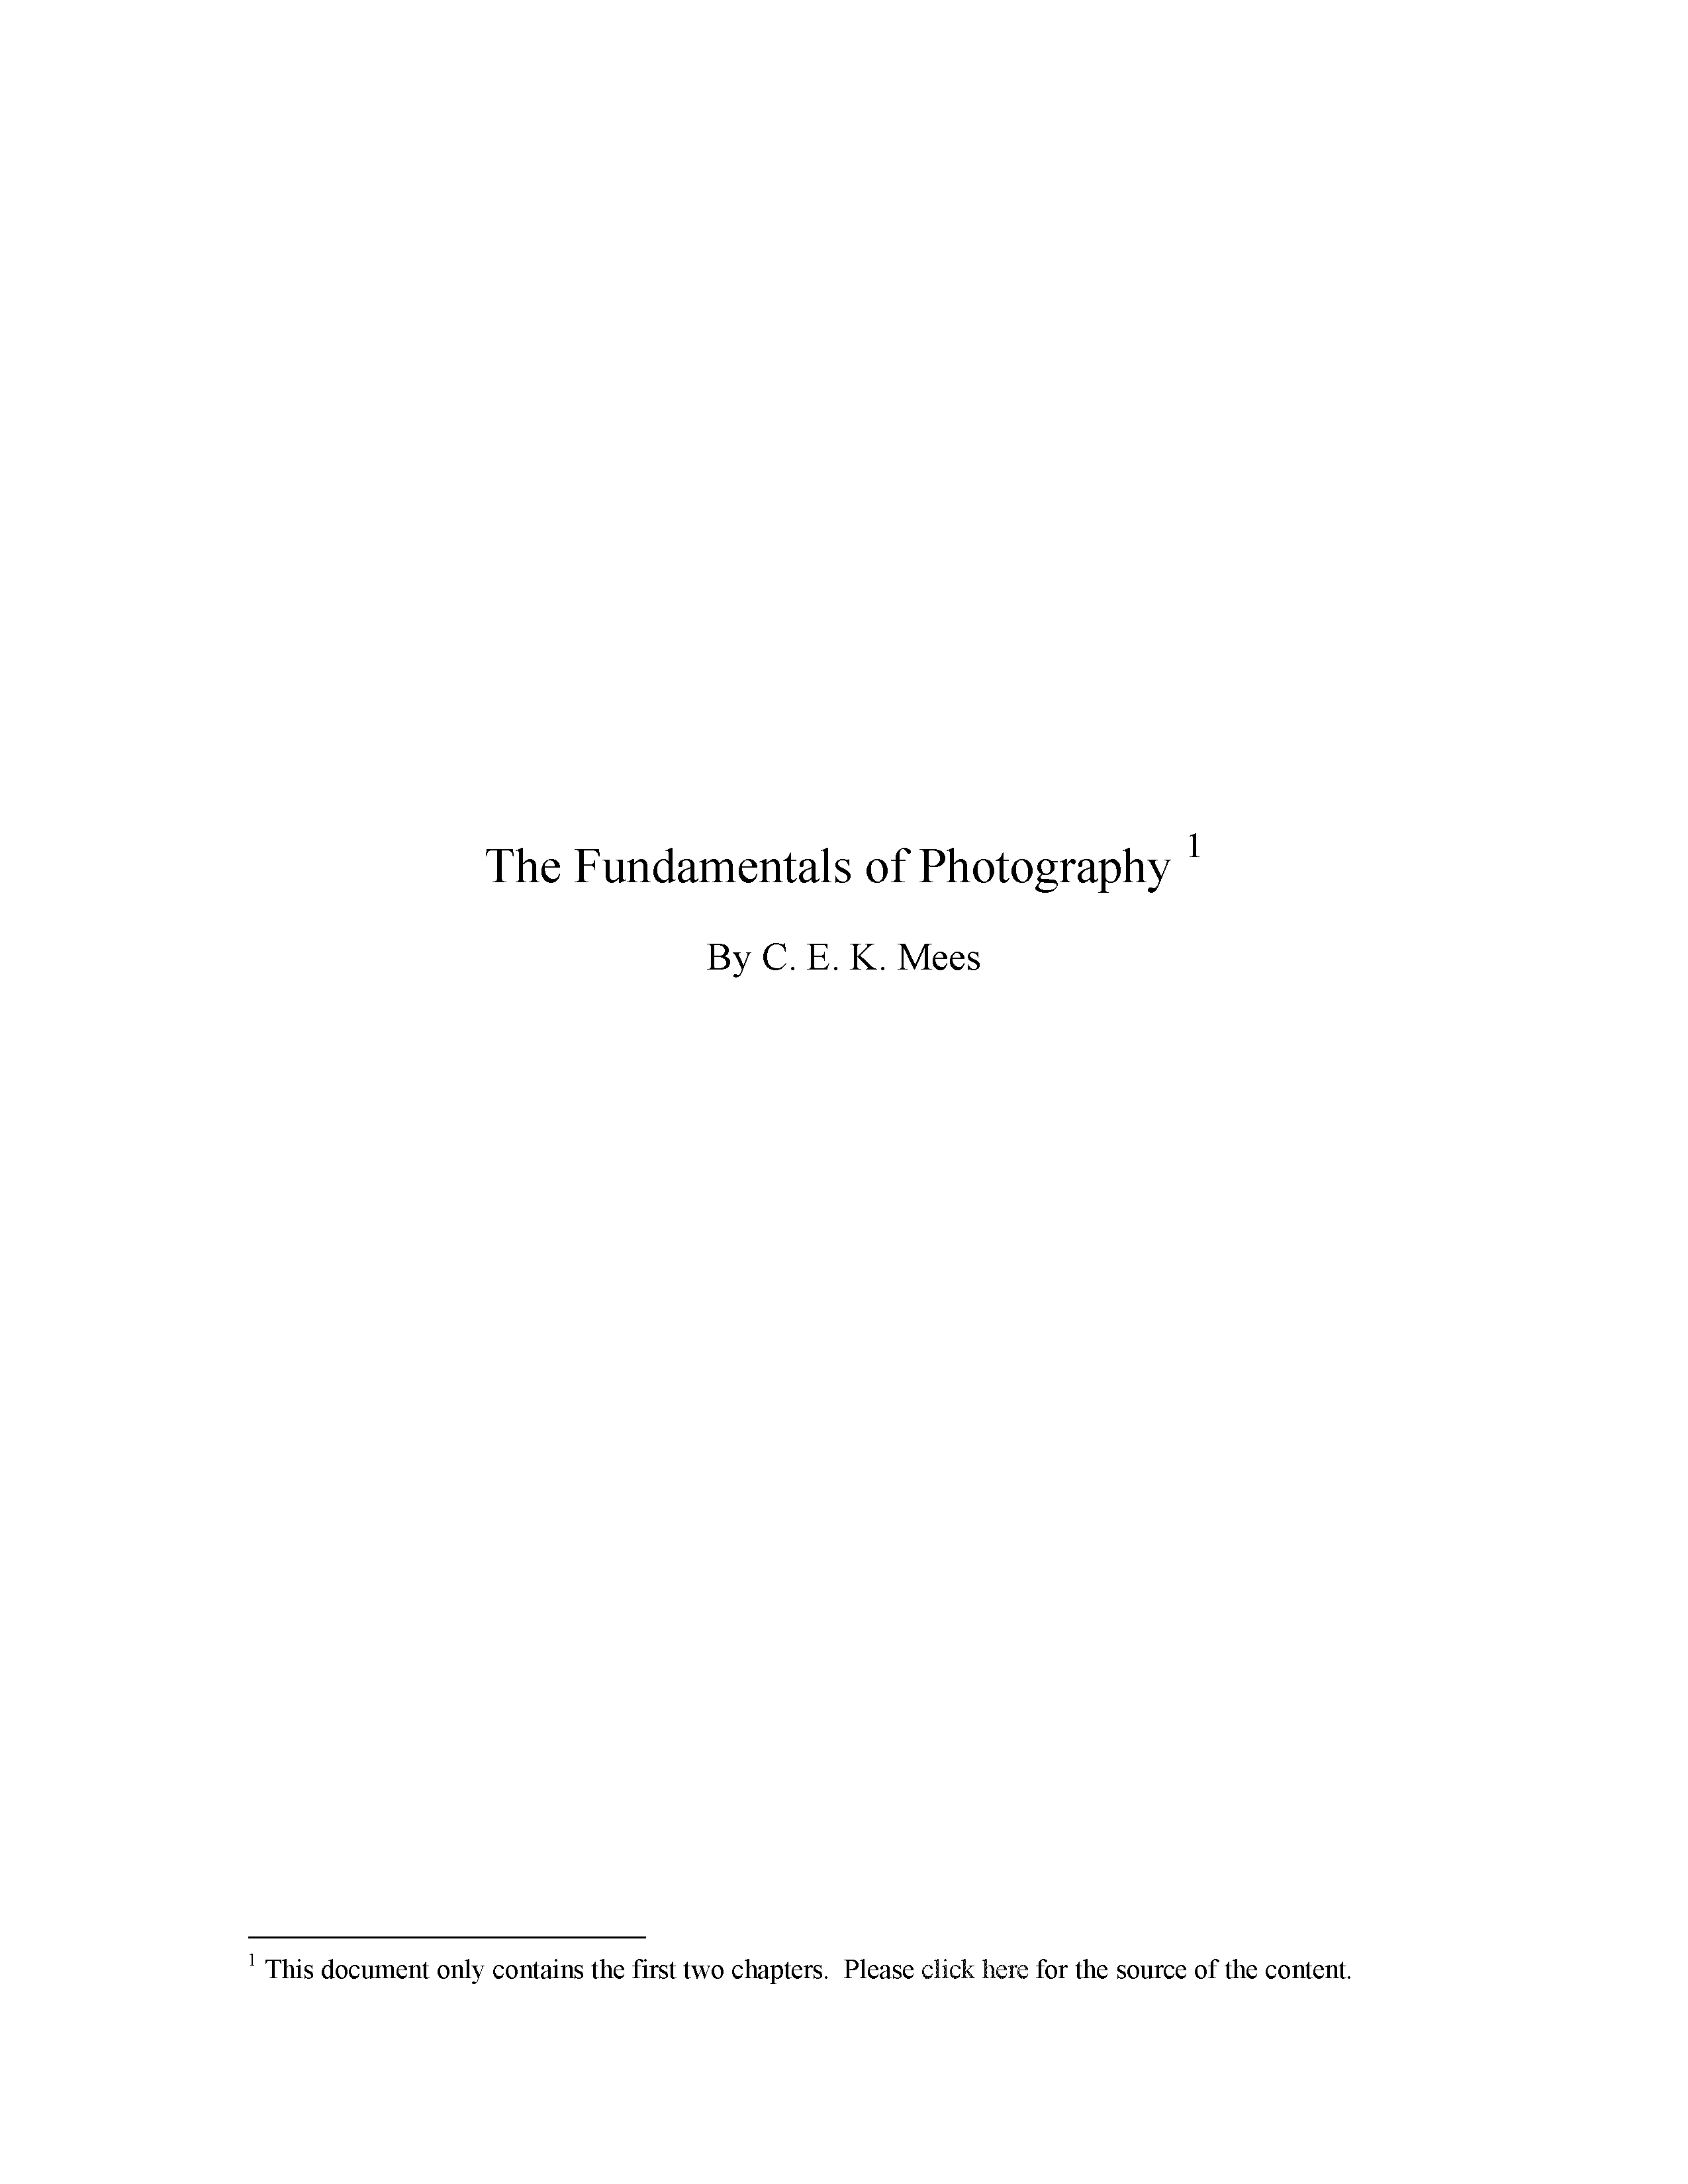 The Fundamentals of Photography 1
By C. E. K. Mees
1 This document only contains the first two chapters. Please click here for the source of the content.